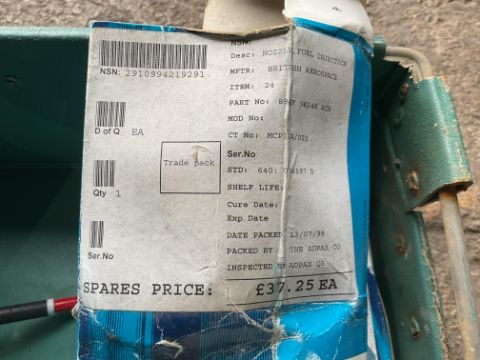 NSN: 2910994219291
D of Q EA
Trade pack
Qty 1
Ser.No
SPARES PRICE: £37.25 EA
NSN:
Desc: NOZZLE, FUEL INJECTION
MFTR: BRITISH AEROSPACE
ITEM: 24
PART No:
MOD No:
CT No:
Ser.No
STD: 640:
SHELF LIFE:
Cure Date:
Exp Date
DATE PACKED 13/07/98
PACKED BY THE ADPAX CO
INSPECTED BY ADPAX Q3